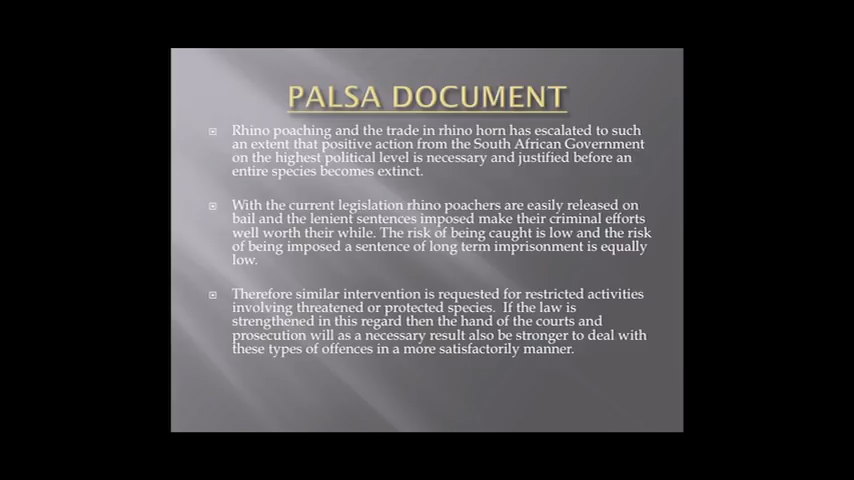 PALSA DOCUMENT
Rhino poaching and the trade in rhino horn has escalated to such
an extent that positive action from the South African Government
on the highest political level is necessary and justified before an
entire species becomes extinct.
With the current legislation rhino poachers are easily released on
bail and the lenient sentences imposed make their criminal efforts
well worth their while. The risk of being caught is low and the risk
of being imposed a sentence of long term imprisonment is equally
low.
Therefore similar intervention is requested for restricted activities
involving threatened or protected species. If the law is
strengthened in this regard then the hand of the courts and
prosecution will as a necessary result also be stronger to deal with
these types of offences in a more satisfactorily manner.